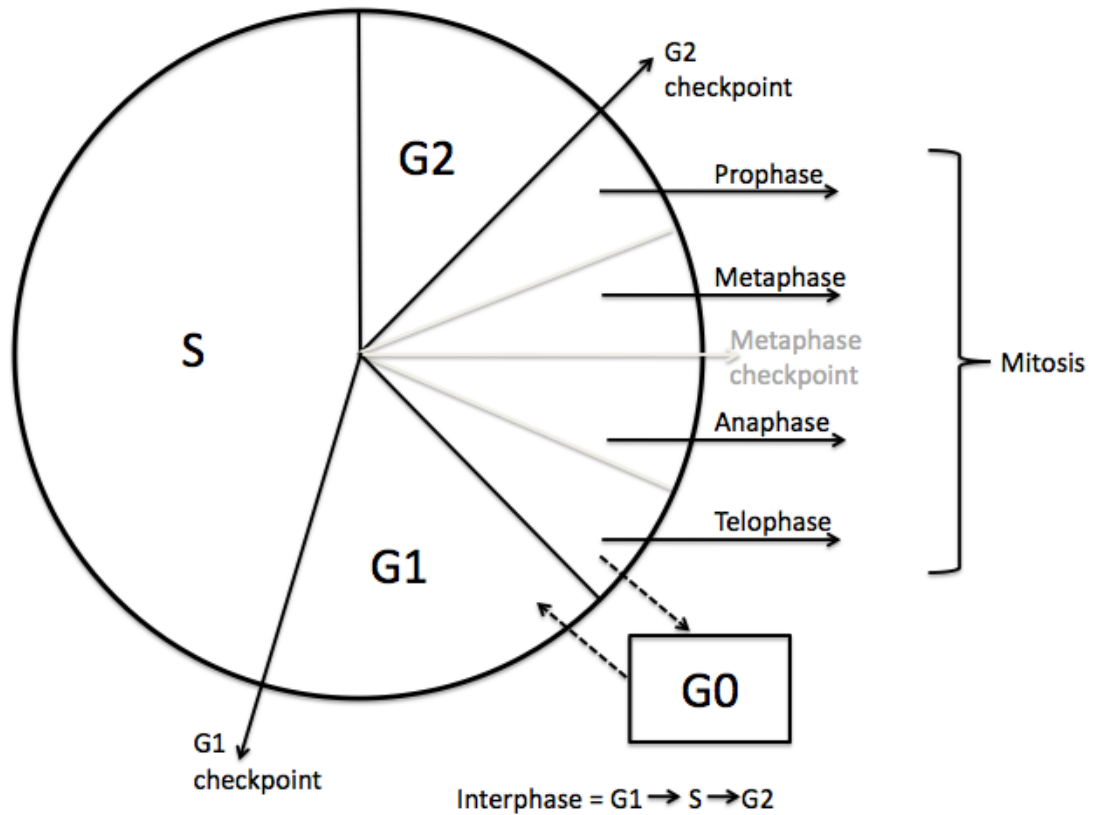 G2
checkpoint
G2
Prophase
Metaphase
S
Metaphase
checkpoint
Mitosis
Anaphase
Telophase
G1
G0
G1
checkpoint
Interphase = G1 → S → G2